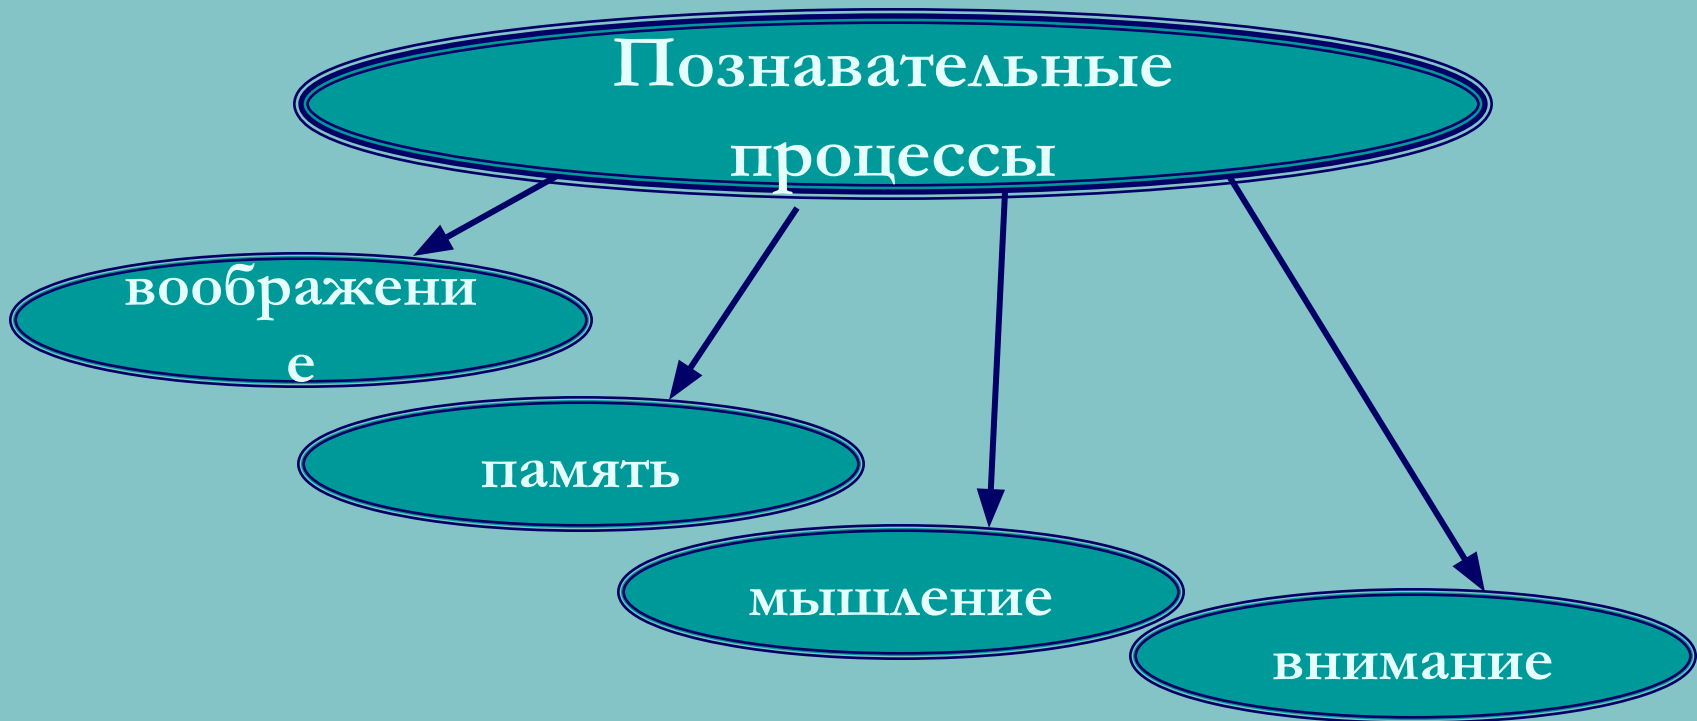 Познавательные
процессы
воображени
е
память
мышление
внимание